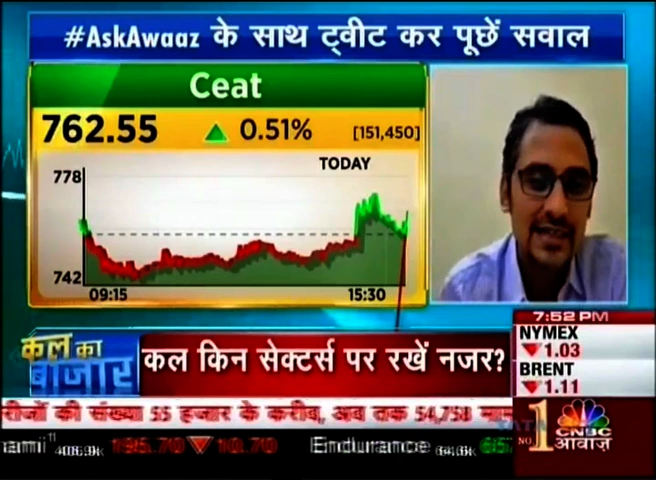 #AskAwaaz के साथ ट्वीट कर पूछें सवाल
Ceat
762.55 ▲ 0.51% [151,450]
TODAY
778
742
09:15 15:30
कल का बाज़ार
कल किन सेक्टर्स पर रखें नजर?
7:52 PM
NYMEX
▼1.03
BRENT
▼1.11
रीजों की संख्या 55 हजार के करीब, अब तक 54,758
195.70 ▼ 10.70 Endurance
NO. 1 CNBC
आवाज़